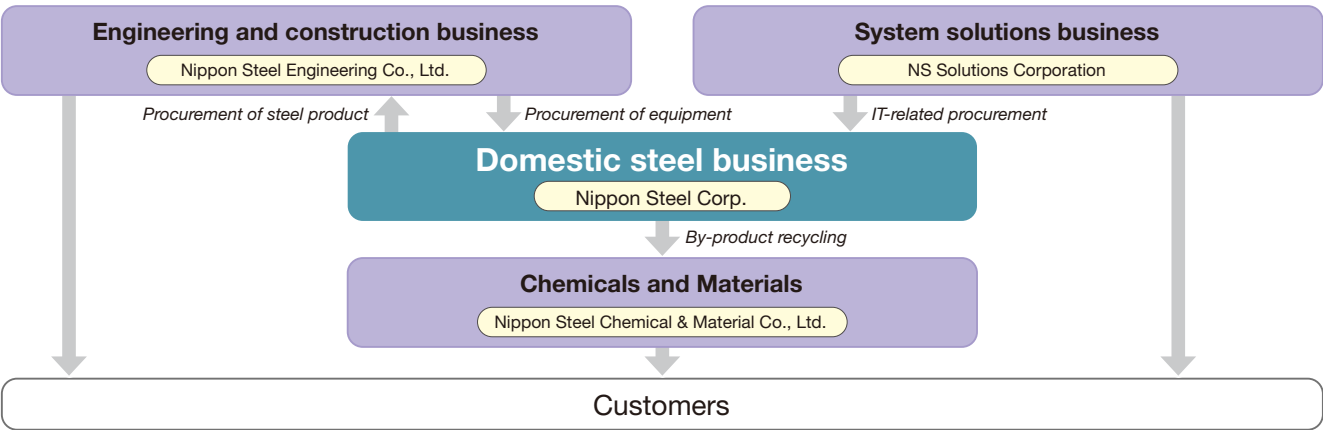 Engineering and construction business
Nippon Steel Engineering Co., Ltd.
System solutions business
NS Solutions Corporation
Procurement of steel product
Procurement of equipment
IT-related procurement
Domestic steel business
Nippon Steel Corp.
By-product recycling
Chemicals and Materials
Nippon Steel Chemical & Material Co., Ltd.
Customers